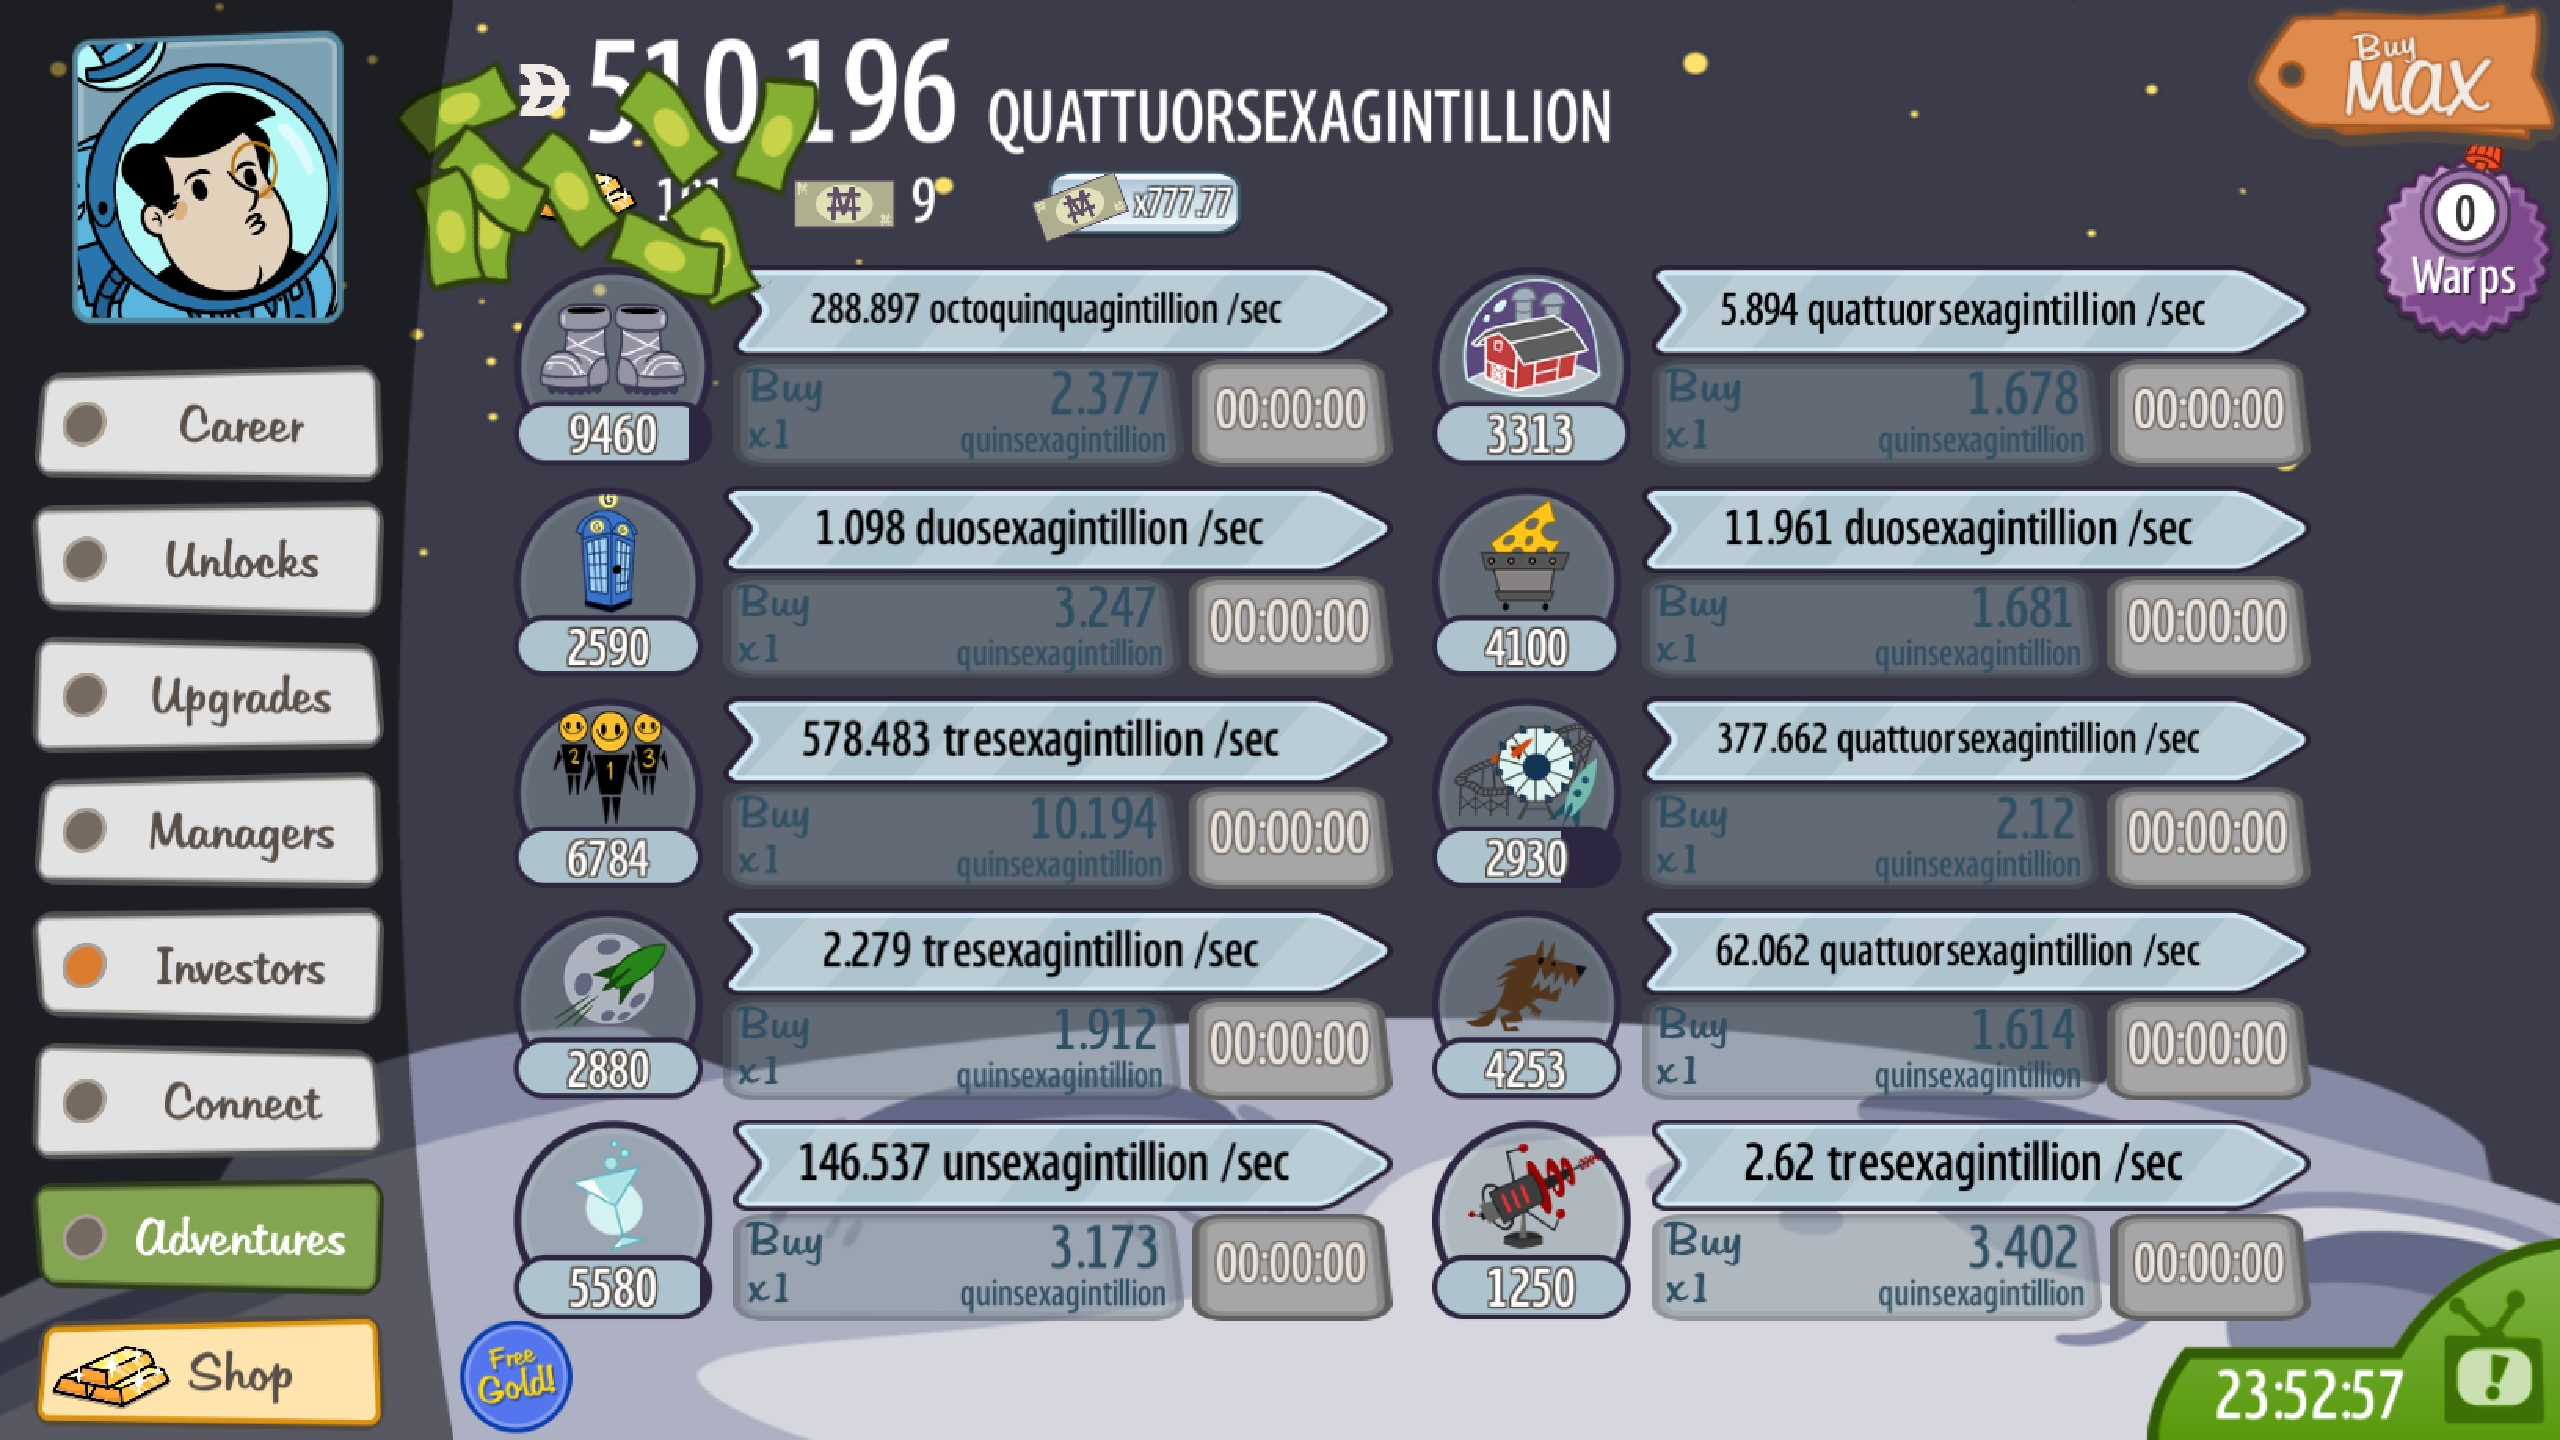 510.196 QUATTUORSEXAGINTILLION
Buy
MAX
9
x777.77
0
Warps
288.897 octoquinquagintillion /sec
Buy
x1
2.377
quinsexagintillion
00:00:00
9460
5.894 quattuorsexagintillion /sec
Buy
x1
1.678
quinsexagintillion
00:00:00
3313
Career
1.098 duosexagintillion /sec
Buy
x1
3.247
quinsexagintillion
00:00:00
2590
11.961 duosexagintillion /sec
Buy
x1
1.681
quinsexagintillion
00:00:00
4100
Unlocks
Upgrades
2
1
3
578.483 tresexagintillion /sec
Buy
x1
10.194
quinsexagintillion
00:00:00
6784
377.662 quattuorsexagintillion /sec
Buy
x1
2.12
quinsexagintillion
00:00:00
2930
Managers
Investors
2.279 tresexagintillion /sec
Buy
x1
1.912
quinsexagintillion
00:00:00
2880
62.062 quattuorsexagintillion /sec
Buy
x1
1.614
quinsexagintillion
00:00:00
4253
Connect
Adventures
146.537 unsexagintillion /sec
Buy
x1
3.173
quinsexagintillion
00:00:00
5580
2.62 tresexagintillion /sec
Buy
x1
3.402
quinsexagintillion
00:00:00
1250
Shop
Free
Gold!
23:52:57
!